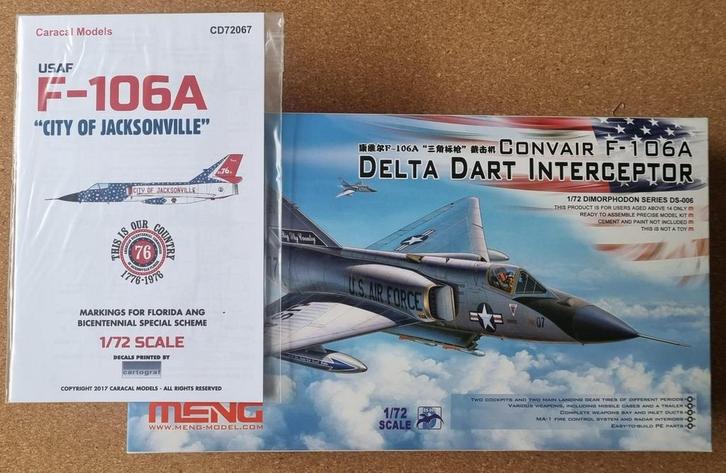 Caracal Models CD72067
USAF
F-106A
"CITY OF JACKSONVILLE"
CITY OF JACKSONVILLE
76
THIS IS OUR COUNTRY
76
1776-1976
MARKINGS FOR FLORIDA ANG
BICENTENNIAL SPECIAL SCHEME
1/72 SCALE
DECALS PRINTED BY
cartograf
COPYRIGHT 2017 CARACAL MODELS - ALL RIGHTS RESERVED
康维尔F-106A "三角标枪" 截击机 CONVAIR F-106A
DELTA DART INTERCEPTOR
1/72 DIMORPHODON SERIES DS-006
THIS PRODUCT IS FOR USERS AGED ABOVE 14 ONLY
READY TO ASSEMBLE PRECISE MODEL KIT
CEMENT AND PAINT NOT INCLUDED
THIS IS NOT A TOY
U.S. AIR FORCE
07
TWO COCKPITS AND TWO MAIN LANDING GEAR TIRES OF DIFFERENT PERIODS
VARIOUS WEAPONS, INCLUDING MISSILE CASES AND A TRAILER
COMPLETE WEAPONS BAY AND INLET DUCTS
MA-1 FIRE CONTROL SYSTEM AND RADAR INTERIORS
EASY-TO-BUILD PE PARTS
MENG
WWW.MENG-MODEL.COM
1/72
SCALE